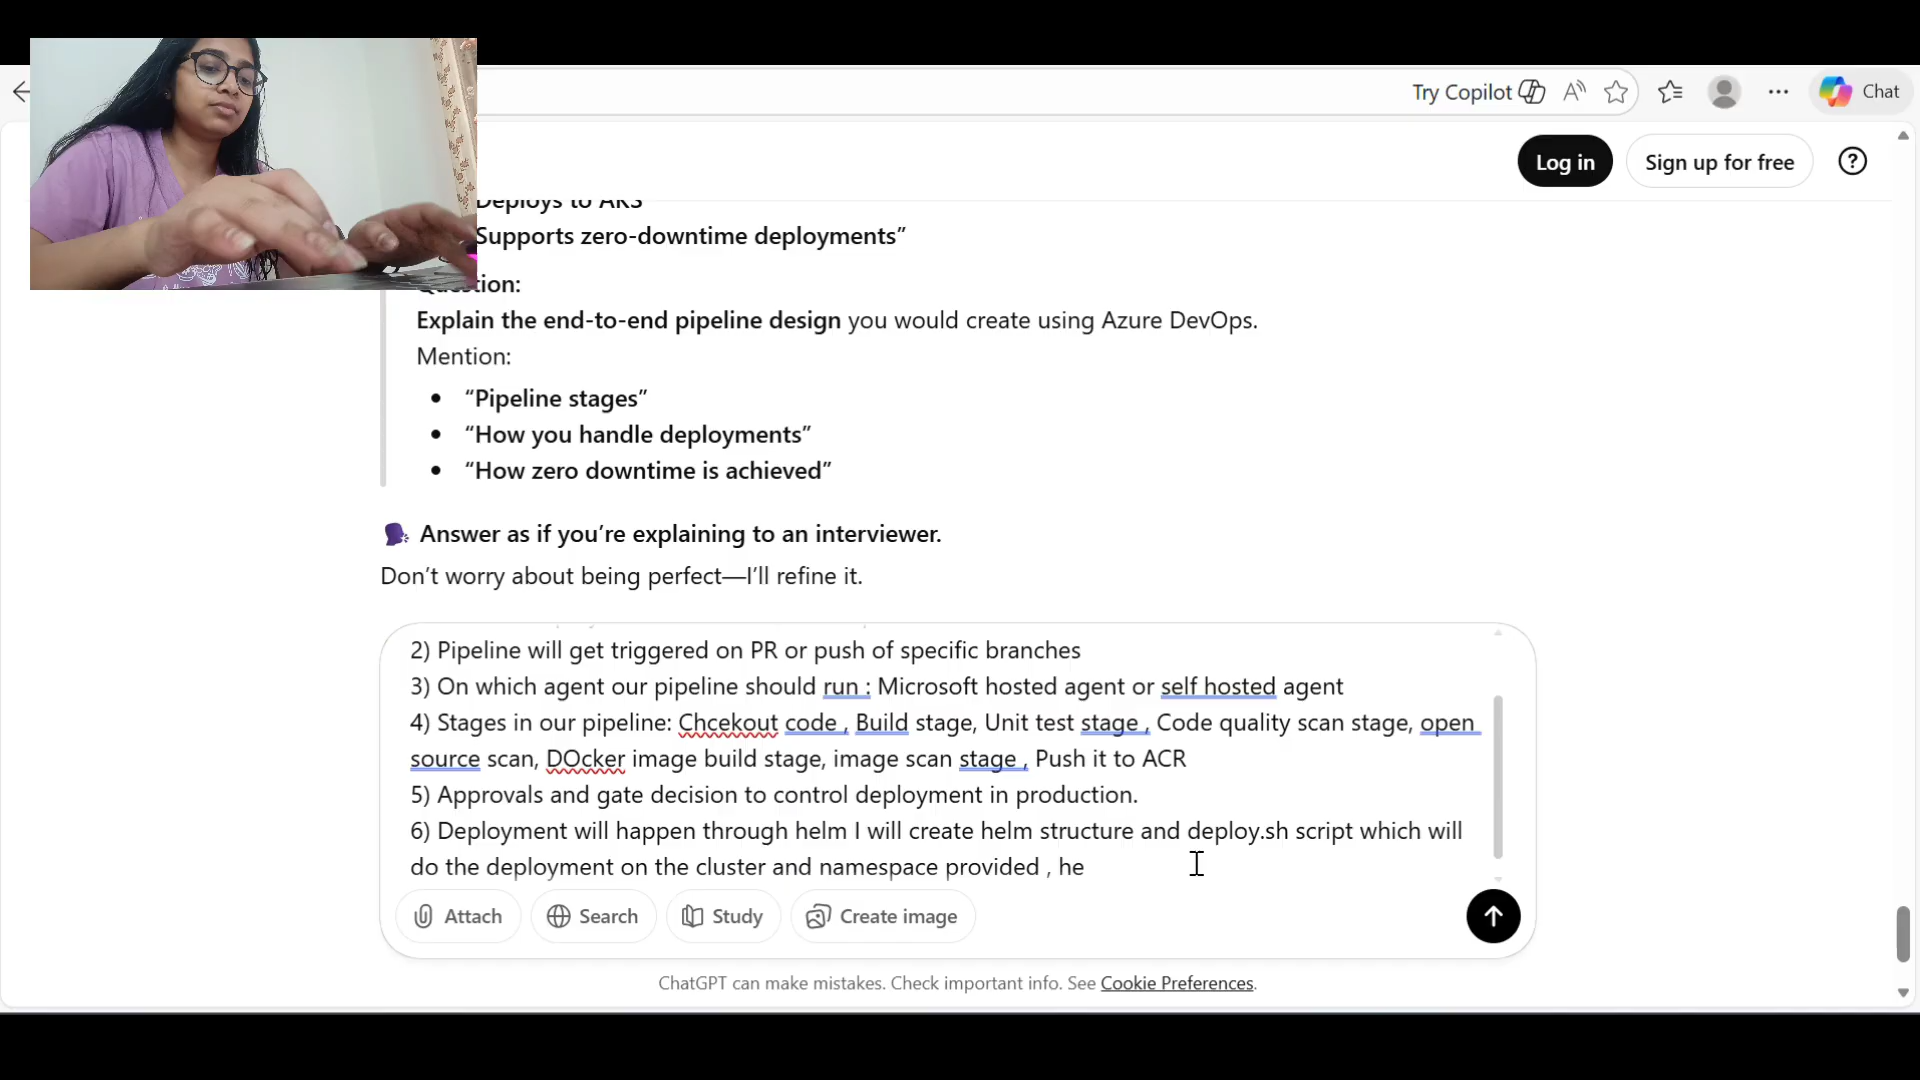 Try Copilot
Chat
Log in
Sign up for free
Deploys to AKS
Supports zero-downtime deployments”
Question:
Explain the end-to-end pipeline design you would create using Azure DevOps.
Mention:
“Pipeline stages”
“How you handle deployments”
“How zero downtime is achieved”
Answer as if you’re explaining to an interviewer.
Don’t worry about being perfect—I’ll refine it.
2) Pipeline will get triggered on PR or push of specific branches
3) On which agent our pipeline should run : Microsoft hosted agent or self hosted agent
4) Stages in our pipeline: Chcekout code , Build stage, Unit test stage , Code quality scan stage, open
source scan, DOcker image build stage, image scan stage , Push it to ACR
5) Approvals and gate decision to control deployment in production.
6) Deployment will happen through helm I will create helm structure and deploy.sh script which will
do the deployment on the cluster and namespace provided , he
Attach
Search
Study
Create image
ChatGPT can make mistakes. Check important info. See Cookie Preferences.